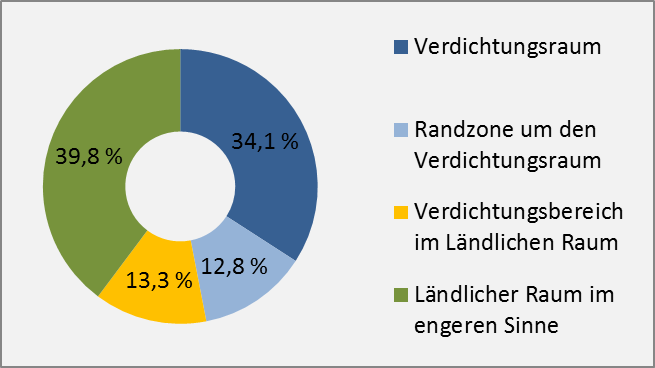 34,1 %
12,8 %
13,3 %
39,8 %
Verdichtungsraum
Randzone um den
Verdichtungsraum
Verdichtungsbereich
im Ländlichen Raum
Ländlicher Raum im
engeren Sinne